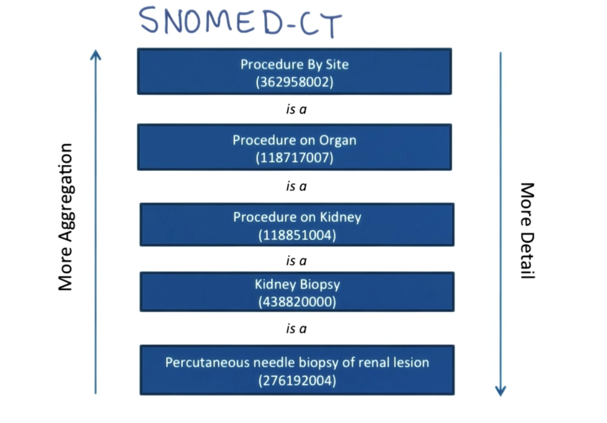 SNOMED-CT
Procedure By Site
(362958002)
is a
Procedure on Organ
(118717007)
is a
Procedure on Kidney
(118851004)
is a
Kidney Biopsy
(438820000)
is a
Percutaneous needle biopsy of renal lesion
(276192004)
More Aggregation
More Detail